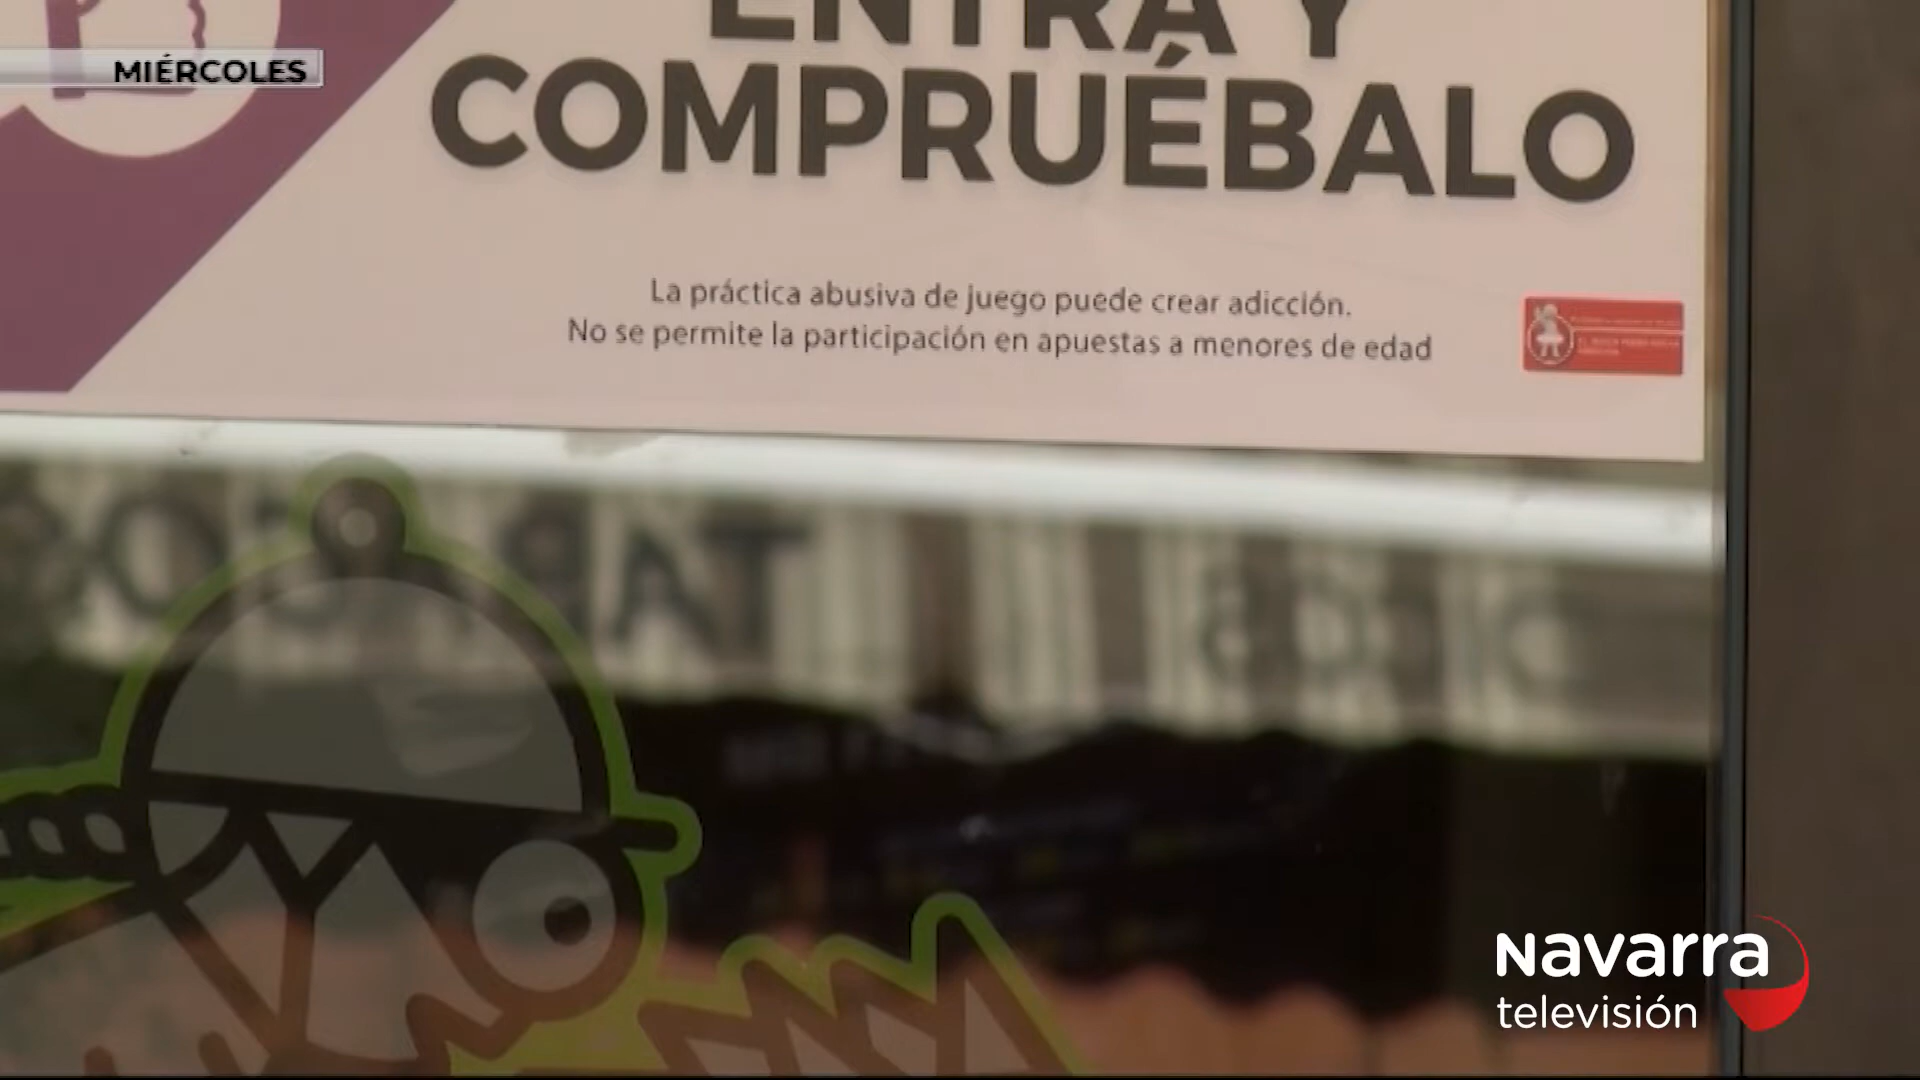 ENTRA Y
MIÉRCOLES
COMPRUÉBALO
La práctica abusiva de juego puede crear adicción.
No se permite la participación en apuestas a menores de edad
Navarra
televisión